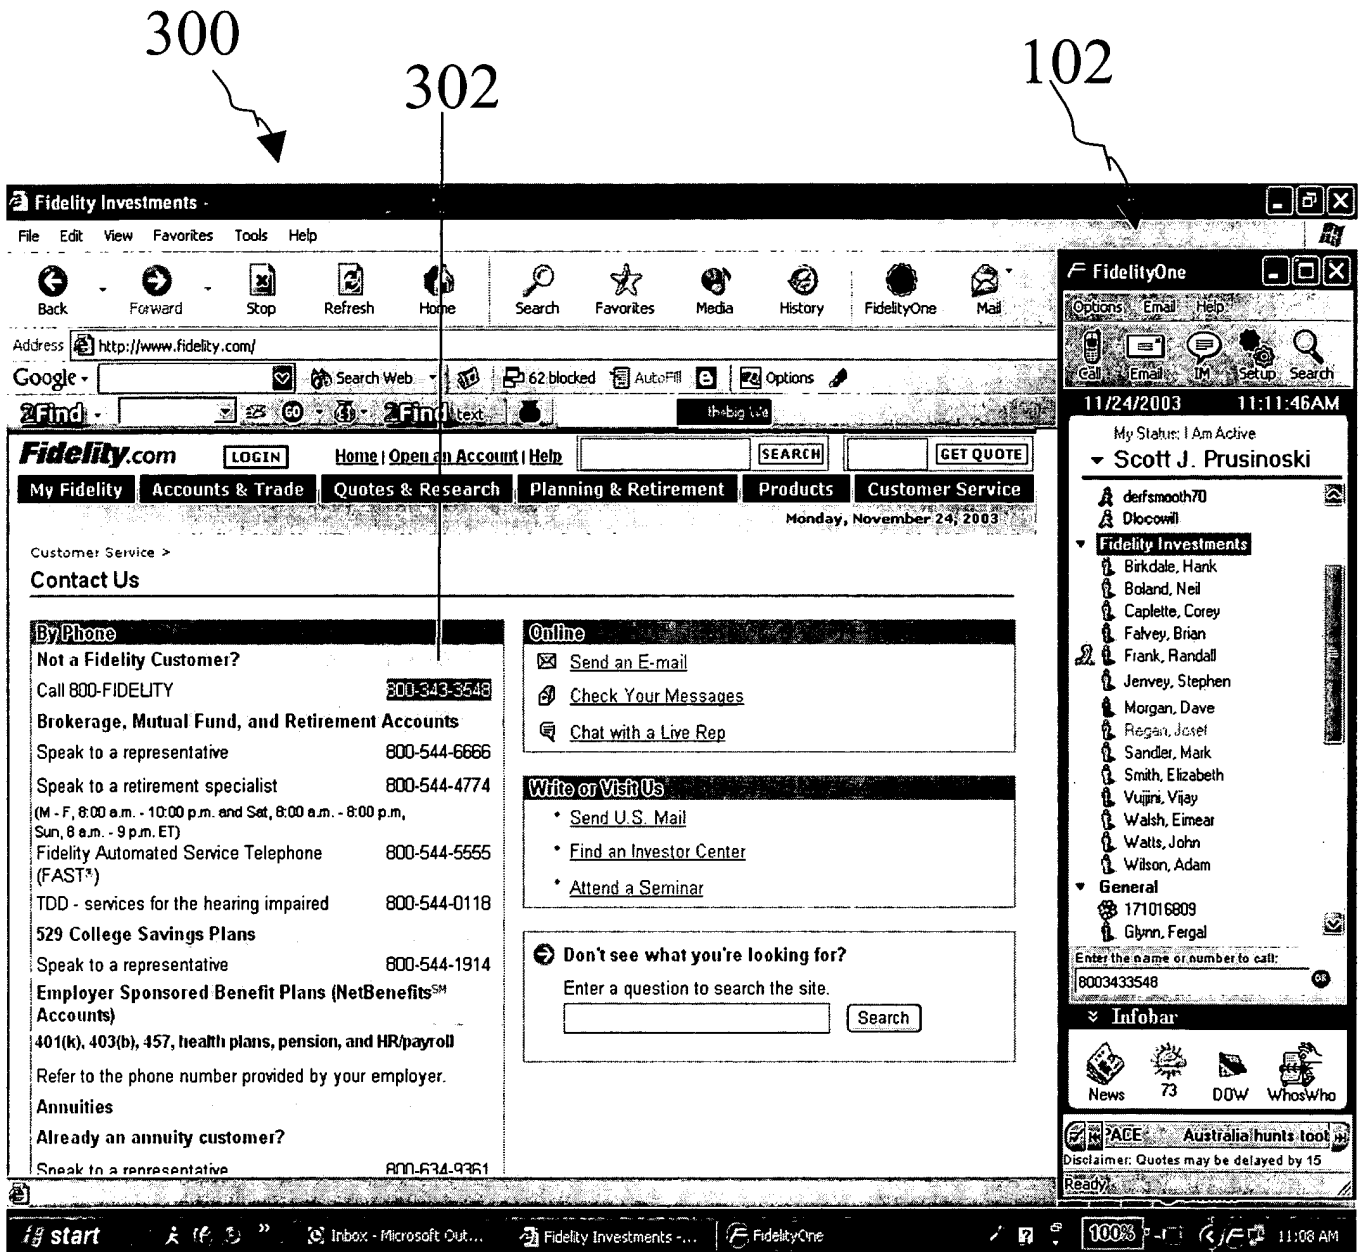 300
302
102
Fidelity Investments -
File Edit View Favorites Tools Help
Back Forward Stop Refresh Home Search Favorites Media History FidelityOne Mail
Address http://www.fidelity.com/
Google Search Web 62 blocked AutoFill Options
2Find GO 2Find text
Fidelity.com LOGIN Home | Open an Account | Help SEARCH GET QUOTE
My Fidelity Accounts & Trade Quotes & Research Planning & Retirement Products Customer Service
Monday, November 24, 2003
Customer Service >
Contact Us
By Phone
Not a Fidelity Customer?
Call 800-FIDELITY 800-343-3548
Brokerage, Mutual Fund, and Retirement Accounts
Speak to a representative 800-544-6666
Speak to a retirement specialist 800-544-4774
(M - F, 8:00 a.m. - 10:00 p.m. and Sat, 8:00 a.m. - 8:00 p.m,
Sun, 8 a.m. - 9 p.m. ET)
Fidelity Automated Service Telephone 800-544-5555
(FAST®)
TDD - services for the hearing impaired 800-544-0118
529 College Savings Plans
Speak to a representative 800-544-1914
Employer Sponsored Benefit Plans (NetBenefits℠
Accounts)
401(k), 403(b), 457, health plans, pension, and HR/payroll
Refer to the phone number provided by your employer.
Annuities
Already an annuity customer?
Speak to a representative 800-634-9361
Online
Send an E-mail
Check Your Messages
Chat with a Live Rep
Write or Visit Us
• Send U.S. Mail
• Find an Investor Center
• Attend a Seminar
Don't see what you're looking for?
Enter a question to search the site.
Search
FidelityOne
Options Email Help
Call Email IM Setup Search
11/24/2003 11:11:46AM
My Status: I Am Active
Scott J. Prusinoski
derfsmooth70
Dlocowill
Fidelity Investments
Birkdale, Hank
Boland, Neil
Caplette, Corey
Falvey, Brian
Frank, Randall
Jenvey, Stephen
Morgan, Dave
Regan, Josef
Sandler, Mark
Smith, Elizabeth
Vujjini, Vijay
Walsh, Eimear
Watts, John
Wilson, Adam
General
171016809
Glynn, Fergal
Enter the name or number to call:
8003433548 OK
Infobar
News 73 DOW WhosWho
PACE Australia hunts toot
Disclaimer: Quotes may be delayed by 15
Ready
start Inbox - Microsoft Out... Fidelity Investments -... FidelityOne 100% 11:08 AM